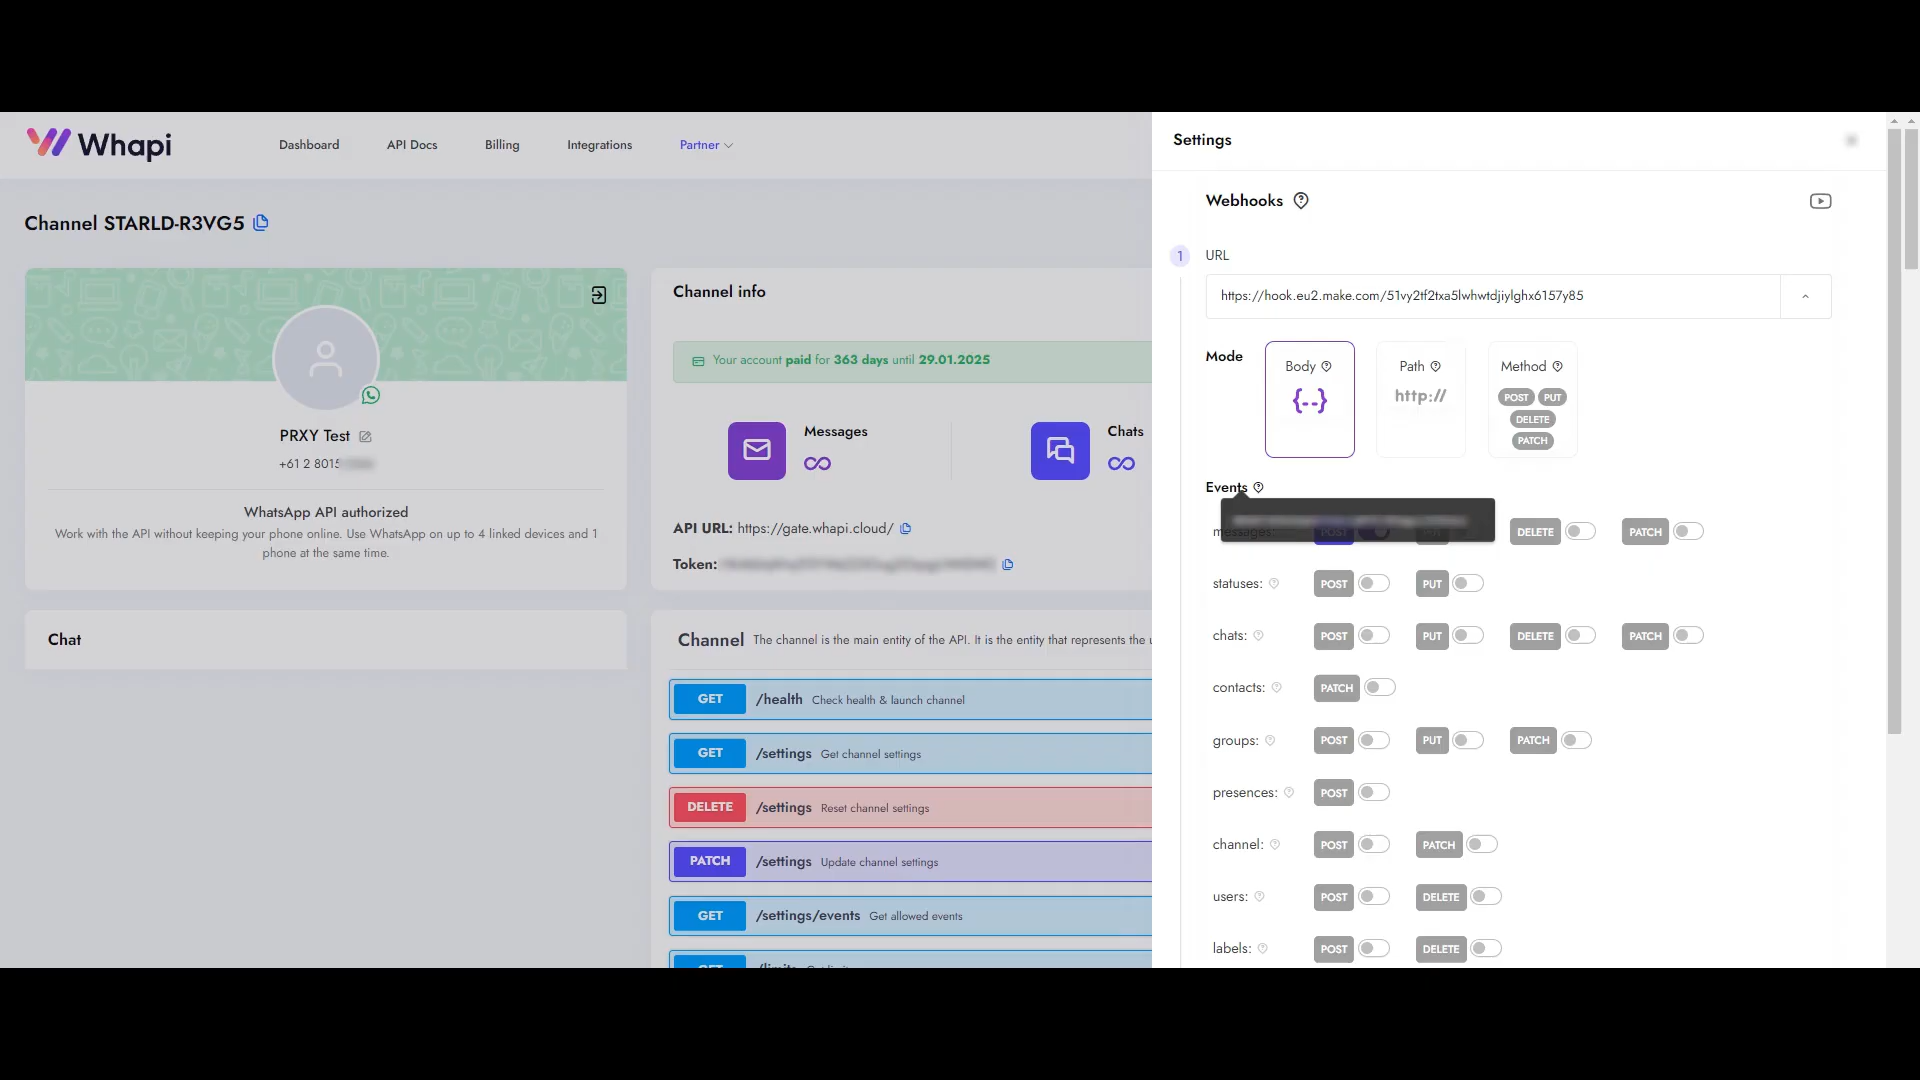 Whapi
Dashboard
API Docs
Billing
Integrations
Partner
Channel STARLD-R3VG5
PRXY Test
+61 2 8015
WhatsApp API authorized
Work with the API without keeping your phone online. Use WhatsApp on up to 4 linked devices and 1
phone at the same time.
Chat
Channel info
Your account paid for 363 days until 29.01.2025
Messages
Chats
API URL: https://gate.whapi.cloud/
Token:
Channel The channel is the main entity of the API. It is the entity that represents the
GET /health Check health & launch channel
GET /settings Get channel settings
DELETE /settings Reset channel settings
PATCH /settings Update channel settings
GET /settings/events Get allowed events
Settings
Webhooks
1 URL
https://hook.eu2.make.com/51vy2tf2txa5lwhwtdjiylghx6157y85
Mode
Body
{--}
Path
http://
Method
POST PUT
DELETE
PATCH
Events
messages POST DELETE PATCH
statuses: POST PUT
chats: POST PUT DELETE PATCH
contacts: PATCH
groups: POST PUT PATCH
presences: POST
channel: POST PATCH
users: POST DELETE
labels: POST DELETE